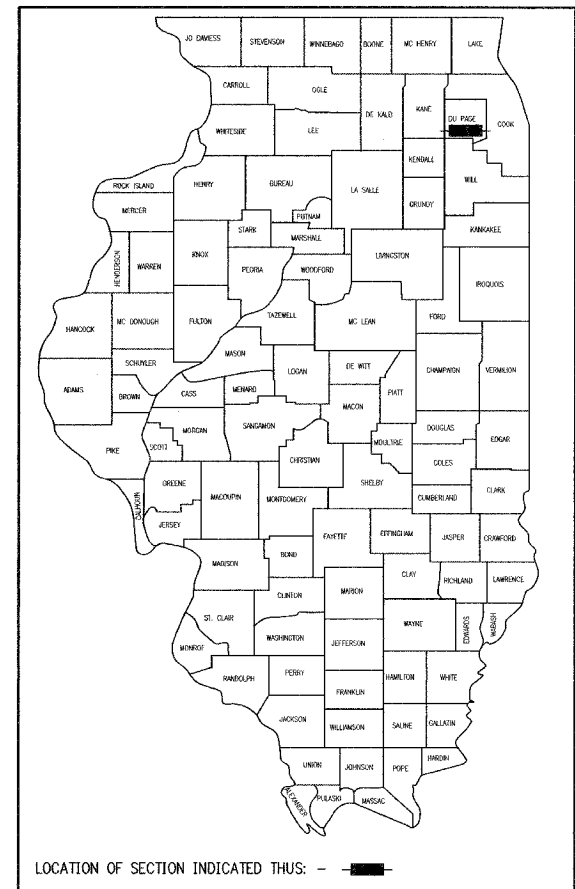 JO DAVIESS
STEVENSON
WINNEBAGO
BOONE
MC HENRY
LAKE
CARROLL
OGLE
DE KALB
KANE
DU PAGE
COOK
WHITESIDE
LEE
KENDALL
WILL
ROCK ISLAND
HENRY
BUREAU
LA SALLE
GRUNDY
MERCER
PUTNAM
KANKAKEE
HENDERSON
WARREN
KNOX
STARK
MARSHALL
LIVINGSTON
PEORIA
WOODFORD
IROQUOIS
HANCOCK
MC DONOUGH
FULTON
TAZEWELL
MC LEAN
FORD
MASON
SCHUYLER
LOGAN
DE WITT
CHAMPAIGN
VERMILION
ADAMS
BROWN
CASS
MENARD
MACON
PIATT
MORGAN
SANGAMON
DOUGLAS
PIKE
SCOTT
CHRISTIAN
MOULTRIE
COLES
EDGAR
GREENE
MACOUPIN
MONTGOMERY
SHELBY
CUMBERLAND
CLARK
CALHOUN
JERSEY
FAYETTE
EFFINGHAM
JASPER
CRAWFORD
MADISON
BOND
CLAY
RICHLAND
LAWRENCE
CLINTON
MARION
ST. CLAIR
WAYNE
EDWARDS
WABASH
MONROE
WASHINGTON
JEFFERSON
RANDOLPH
PERRY
HAMILTON
WHITE
FRANKLIN
JACKSON
WILLIAMSON
SALINE
GALLATIN
UNION
JOHNSON
POPE
HARDIN
ALEXANDER
PULASKI
MASSAC
LOCATION OF SECTION INDICATED THUS: -